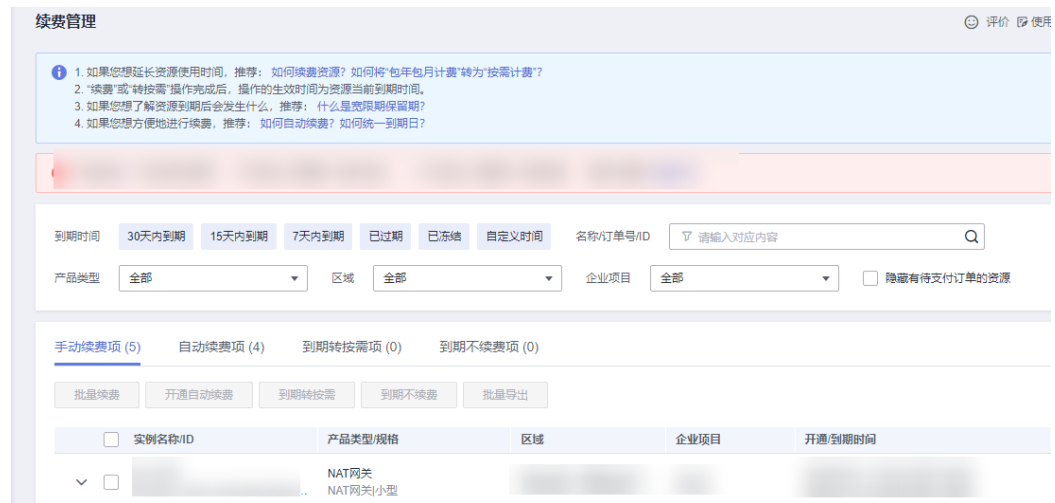 续费管理
评价 使用
1. 如果您想延长资源使用时间，推荐： 如何续费资源？如何将“包年包月计费”转为“按需计费”？
2. “续费”或“转按需”操作完成后，操作的生效时间为资源当前到期时间。
3. 如果您想了解资源到期后会发生什么，推荐： 什么是宽限期保留期？
4. 如果您想方便地进行续费，推荐： 如何自动续费？如何统一到期日？
到期时间 30天内到期 15天内到期 7天内到期 已过期 已冻结 自定义时间 名称/订单号/ID 请输入对应内容
产品类型 全部 区域 全部 企业项目 全部 隐藏有待支付订单的资源
手动续费项 (5) 自动续费项 (4) 到期转按需项 (0) 到期不续费项 (0)
批量续费 开通自动续费 到期转按需 到期不续费 批量导出
实例名称/ID 产品类型/规格 区域 企业项目 开通/到期时间
NAT网关
NAT网关|小型